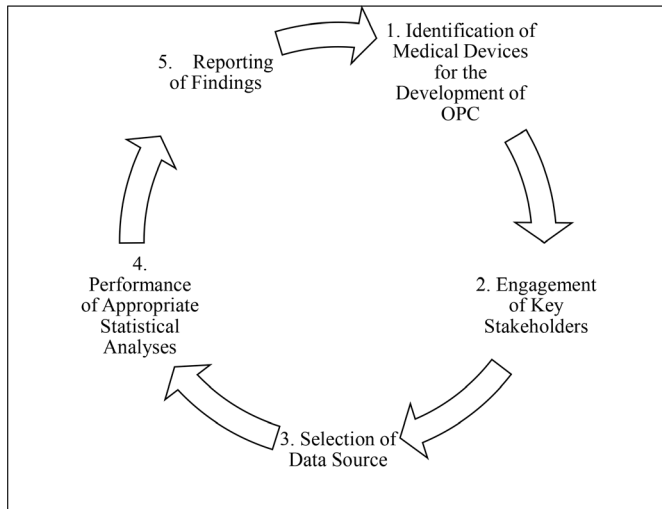 1. Identification of
Medical Devices
for the
Development of
OPC
2. Engagement
of Key
Stakeholders
3. Selection of
Data Source
4.
Performance
of Appropriate
Statistical
Analyses
5. Reporting
of Findings